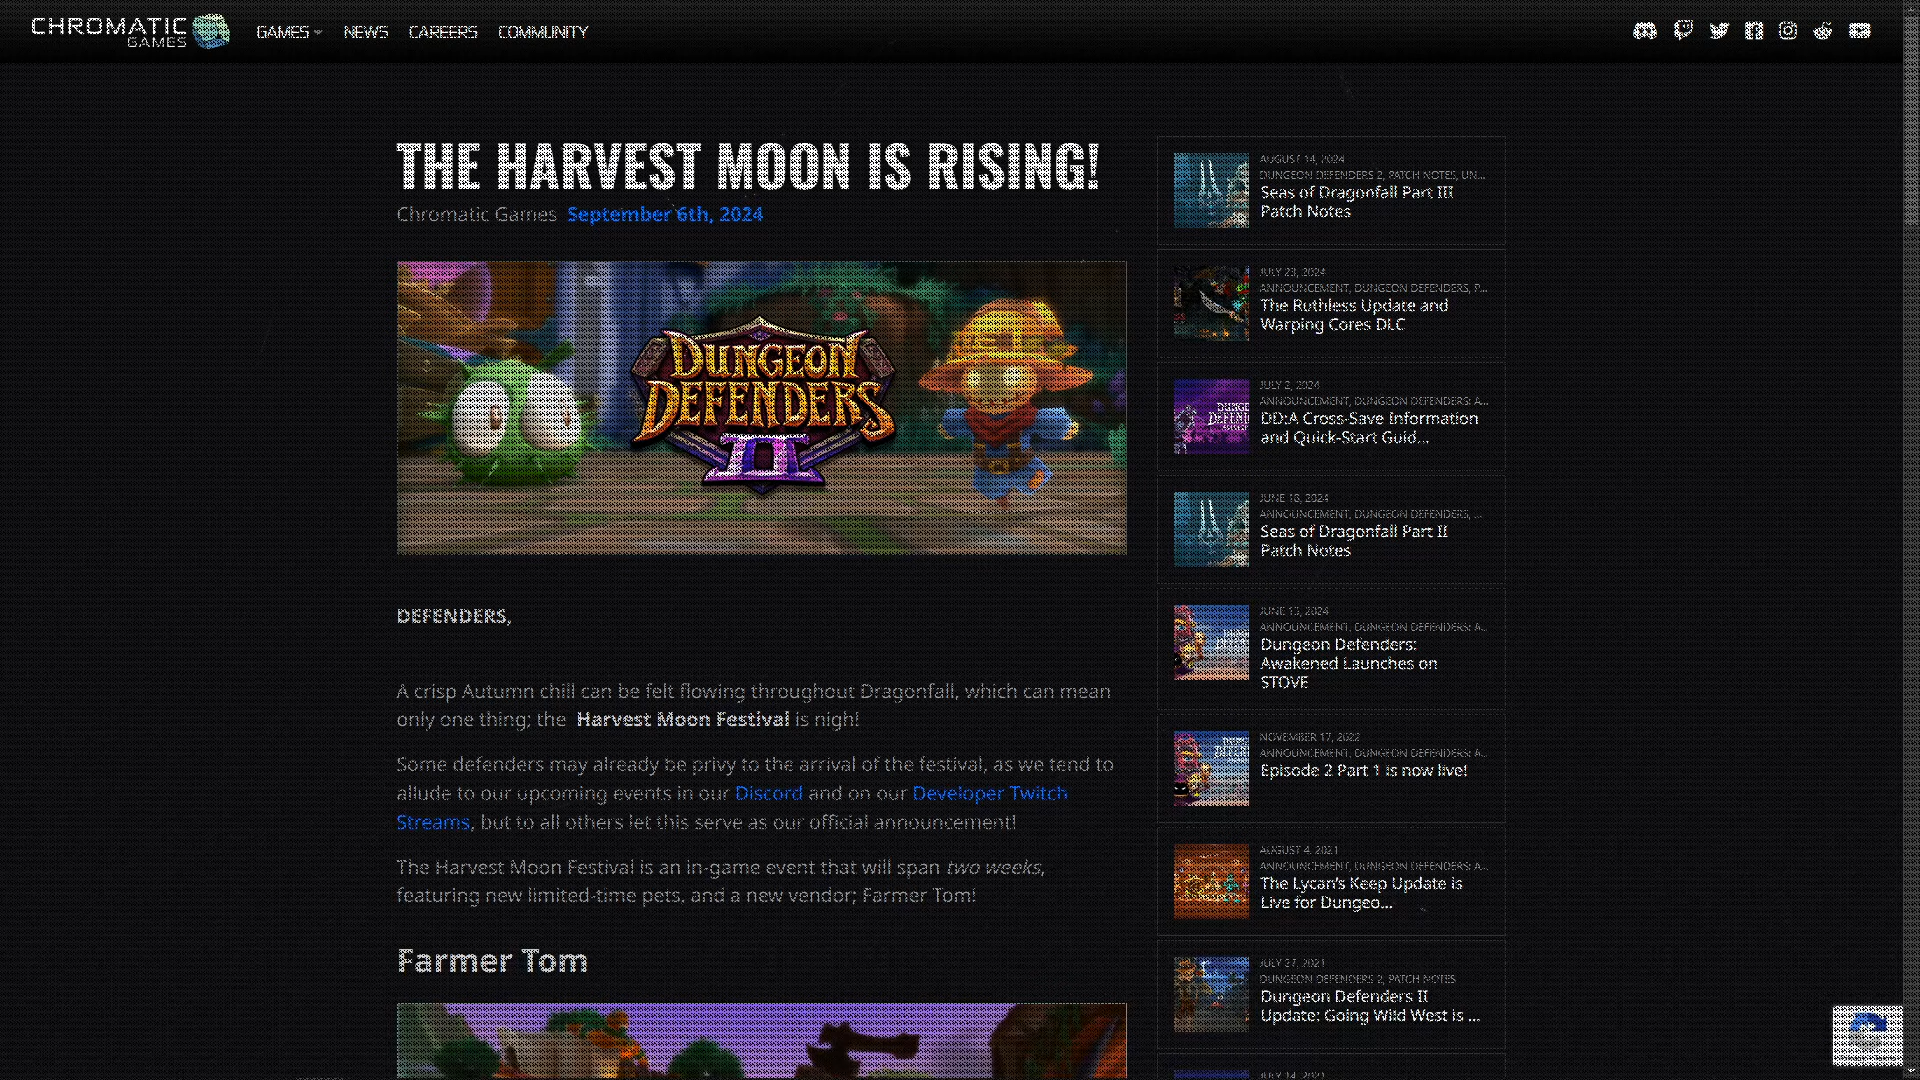 CHROMATIC
GAMES
GAMES
NEWS
CAREERS
COMMUNITY
THE HARVEST MOON IS RISING!
Chromatic Games September 6th, 2024
DUNGEON
DEFENDERS
II
DEFENDERS,
A crisp Autumn chill can be felt flowing throughout Dragonfall, which can mean
only one thing; the Harvest Moon Festival is nigh!
Some defenders may already be privy to the arrival of the festival, as we tend to
allude to our upcoming events in our Discord and on our Developer Twitch
Streams, but to all others let this serve as our official announcement!
The Harvest Moon Festival is an in-game event that will span two weeks,
featuring new limited-time pets, and a new vendor; Farmer Tom!
Farmer Tom
AUGUST 14, 2024
DUNGEON DEFENDERS 2, PATCH NOTES, UN...
Seas of Dragonfall Part III
Patch Notes
JULY 23, 2024
ANNOUNCEMENT, DUNGEON DEFENDERS, P...
The Ruthless Update and
Warping Cores DLC
JULY 2, 2024
ANNOUNCEMENT, DUNGEON DEFENDERS: A...
DD:A Cross-Save Information
and Quick-Start Guid...
JUNE 18, 2024
ANNOUNCEMENT, DUNGEON DEFENDERS, ...
Seas of Dragonfall Part II
Patch Notes
JUNE 13, 2024
ANNOUNCEMENT, DUNGEON DEFENDERS: A...
Dungeon Defenders:
Awakened Launches on
STOVE
NOVEMBER 17, 2022
ANNOUNCEMENT, DUNGEON DEFENDERS: A...
Episode 2 Part 1 is now live!
AUGUST 4, 2021
ANNOUNCEMENT, DUNGEON DEFENDERS: A...
The Lycan's Keep Update is
Live for Dungeo...
JULY 27, 2021
DUNGEON DEFENDERS 2, PATCH NOTES
Dungeon Defenders II
Update: Going Wild West is ...
JULY 14, 2021